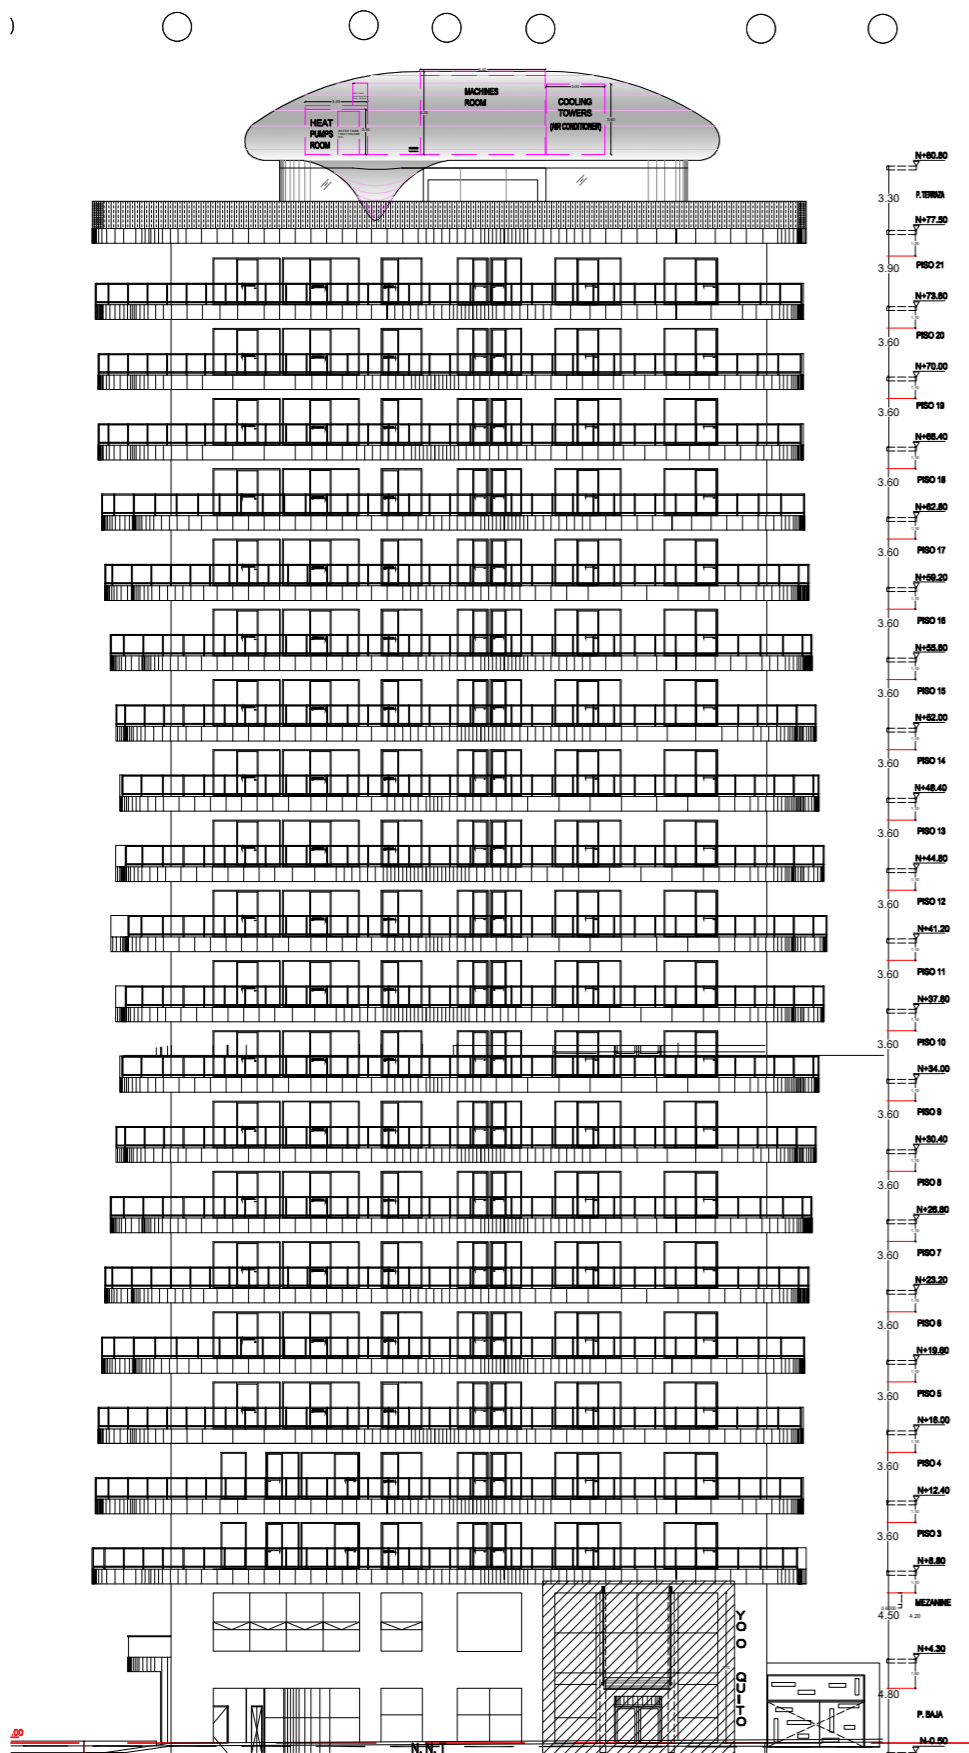 )
MACHINES
ROOM
COOLING
TOWERS
(AIR CONDITIONER)
HEAT
PUMPS
ROOM
N+80.80
3.30
P. TERRAZA
N+77.50
3.90
PISO 21
N+73.60
3.60
PISO 20
N+70.00
3.60
PISO 19
N+66.40
3.60
PISO 18
N+62.80
3.60
PISO 17
N+59.20
3.60
PISO 16
N+55.60
3.60
PISO 15
N+52.00
3.60
PISO 14
N+48.40
3.60
PISO 13
N+44.80
3.60
PISO 12
N+41.20
3.60
PISO 11
N+37.60
3.60
PISO 10
N+34.00
3.60
PISO 9
N+30.40
3.60
PISO 8
N+26.80
3.60
PISO 7
N+23.20
3.60
PISO 6
N+19.60
3.60
PISO 5
N+16.00
3.60
PISO 4
N+12.40
3.60
PISO 3
N+8.80
MEZANINE
4.50
4.20
YOO QUITO
N+4.30
4.80
P. BAJA
.00
N.N.T
N-0.50